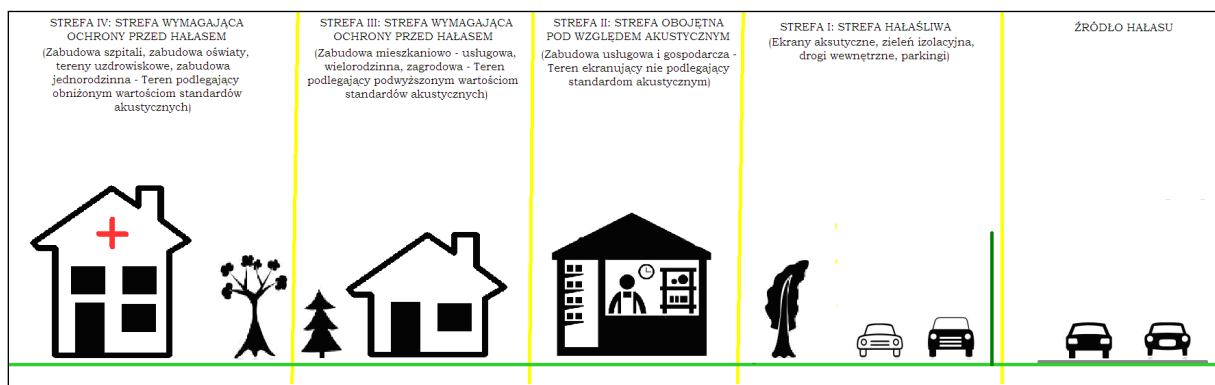 STREFA IV: STREFA WYMAGAJĄCA
OCHRONY PRZED HAŁASEM
(Zabudowa szpitali, zabudowa oświaty,
tereny uzdrowiskowe, zabudowa
jednorodzinna - Teren podlegający
obniżonym wartościom standardów
akustycznych)
STREFA III: STREFA WYMAGAJĄCA
OCHRONY PRZED HAŁASEM
(Zabudowa mieszkaniowo - usługowa,
wielorodzinna, zagrodowa - Teren
podlegający podwyższonym wartościom
standardów akustycznych)
STREFA II: STREFA OBOJĘTNA
POD WZGLĘDEM AKUSTYCZNYM
(Zabudowa usługowa i gospodarcza -
Teren ekranujący nie podlegający
standardom akustycznym)
STREFA I: STREFA HAŁAŚLIWA
(Ekrany aksutyczne, zieleń izolacyjna,
drogi wewnętrzne, parkingi)
ŹRÓDŁO HAŁASU